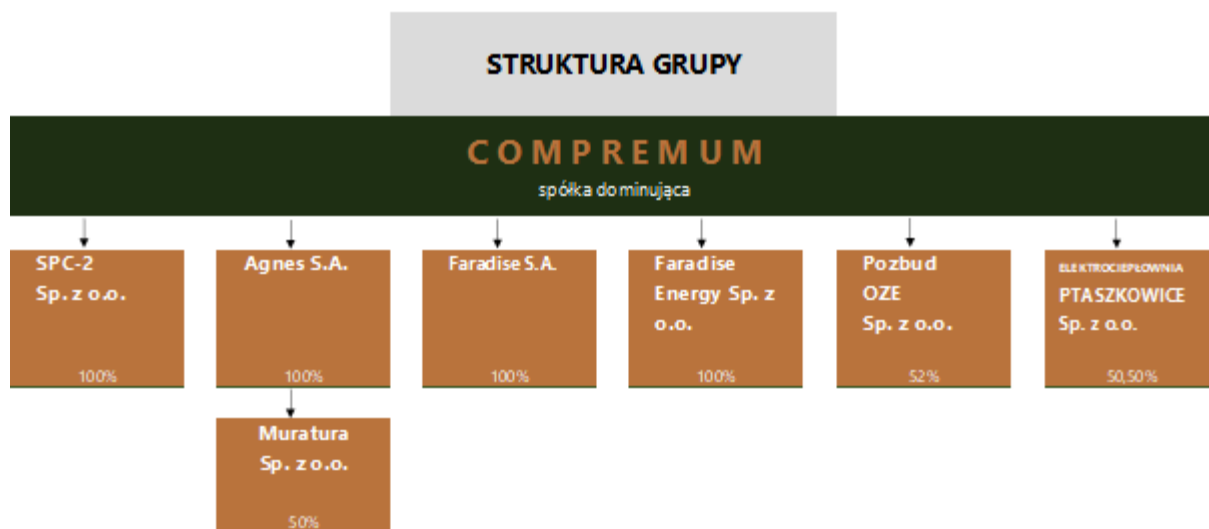 STRUKTURA GRUPY
COMPREMUM
spółka dominująca
SPC-2
Sp. z o.o.
100%
Agnes S.A.
100%
Faradise S.A.
100%
Faradise
Energy Sp. z
o.o.
100%
Pozbud
OZE
Sp. z o.o.
52%
ELEKTROCIEPŁOWNIA
PTASZKOWICE
Sp. z o.o.
50,50%
Muratura
Sp. z o.o.
50%